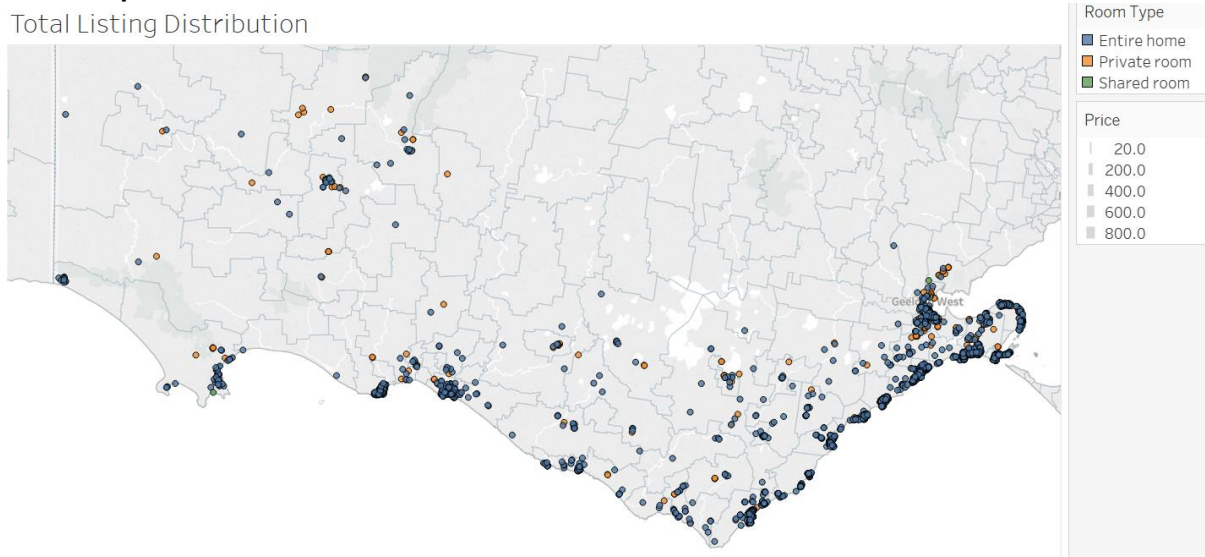 Total Listing Distribution
Room Type
Entire home
Private room
Shared room
Price
20.0
200.0
400.0
600.0
800.0
West